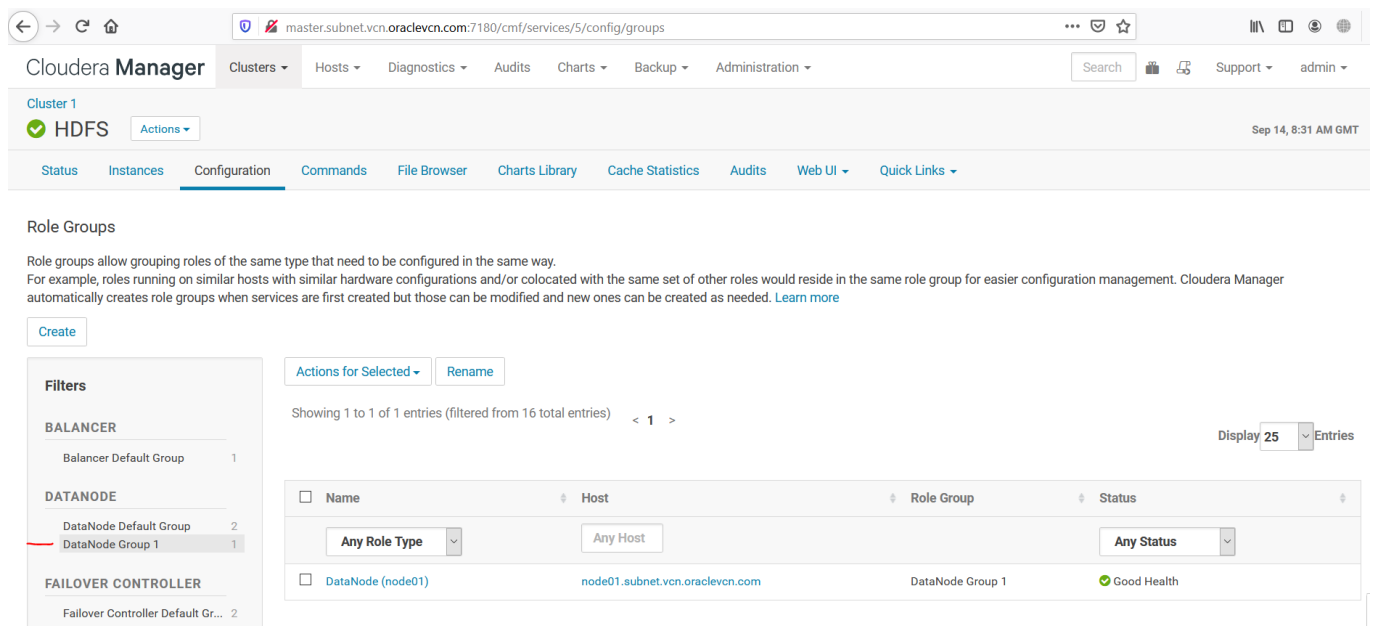 master.subnet.vcn.oraclevcn.com:7180/cmf/services/5/config/groups
Cloudera Manager Clusters Hosts Diagnostics Audits Charts Backup Administration Search Support admin
Cluster 1
HDFS Actions Sep 14, 8:31 AM GMT
Status Instances Configuration Commands File Browser Charts Library Cache Statistics Audits Web UI Quick Links
Role Groups
Role groups allow grouping roles of the same type that need to be configured in the same way.
For example, roles running on similar hosts with similar hardware configurations and/or colocated with the same set of other roles would reside in the same role group for easier configuration management. Cloudera Manager
automatically creates role groups when services are first created but those can be modified and new ones can be created as needed. Learn more
Create
Filters
BALANCER
Balancer Default Group 1
DATANODE
DataNode Default Group 2
DataNode Group 1 1
FAILOVER CONTROLLER
Failover Controller Default Gr... 2
Actions for Selected Rename
Showing 1 to 1 of 1 entries (filtered from 16 total entries) < 1 >
Display 25 Entries
Name Host Role Group Status
Any Role Type Any Host Any Status
DataNode (node01) node01.subnet.vcn.oraclevcn.com DataNode Group 1 Good Health